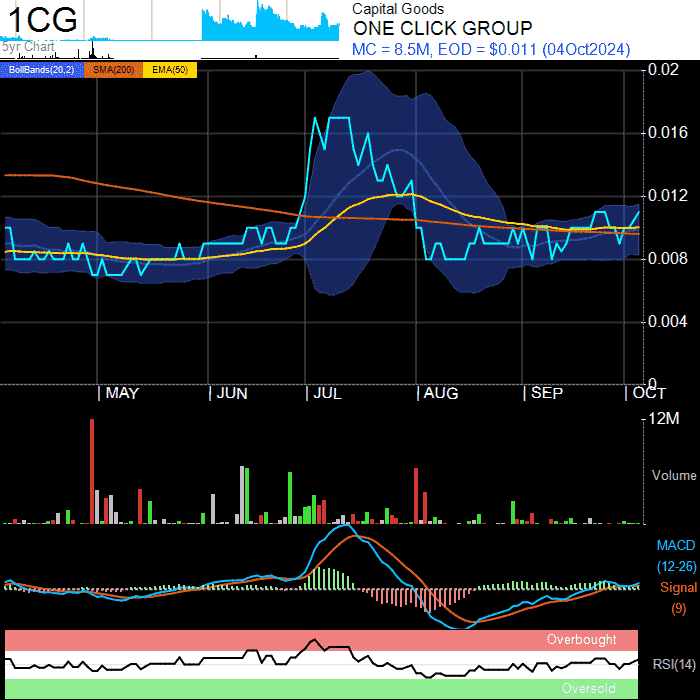 1CG
5yr Chart
Capital Goods
ONE CLICK GROUP
MC = 8.5M, EOD = $0.011 (04Oct2024)
BollBands(20,2) SMA(200) EMA(50)
0.02
0.016
0.012
0.008
0.004
0
MAY JUN JUL AUG SEP OCT
12M
Volume
MACD
(12-26)
Signal
(9)
Overbought
RSI(14)
Oversold